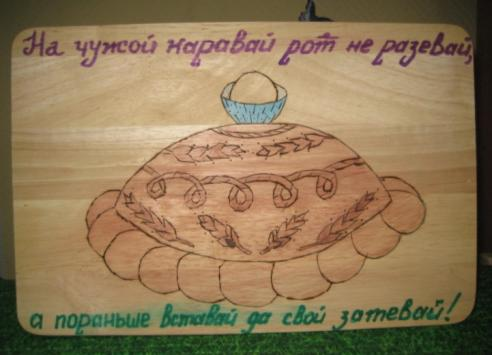 На чужой каравай рот не разевай,
а пораньше вставай да свой затевай!